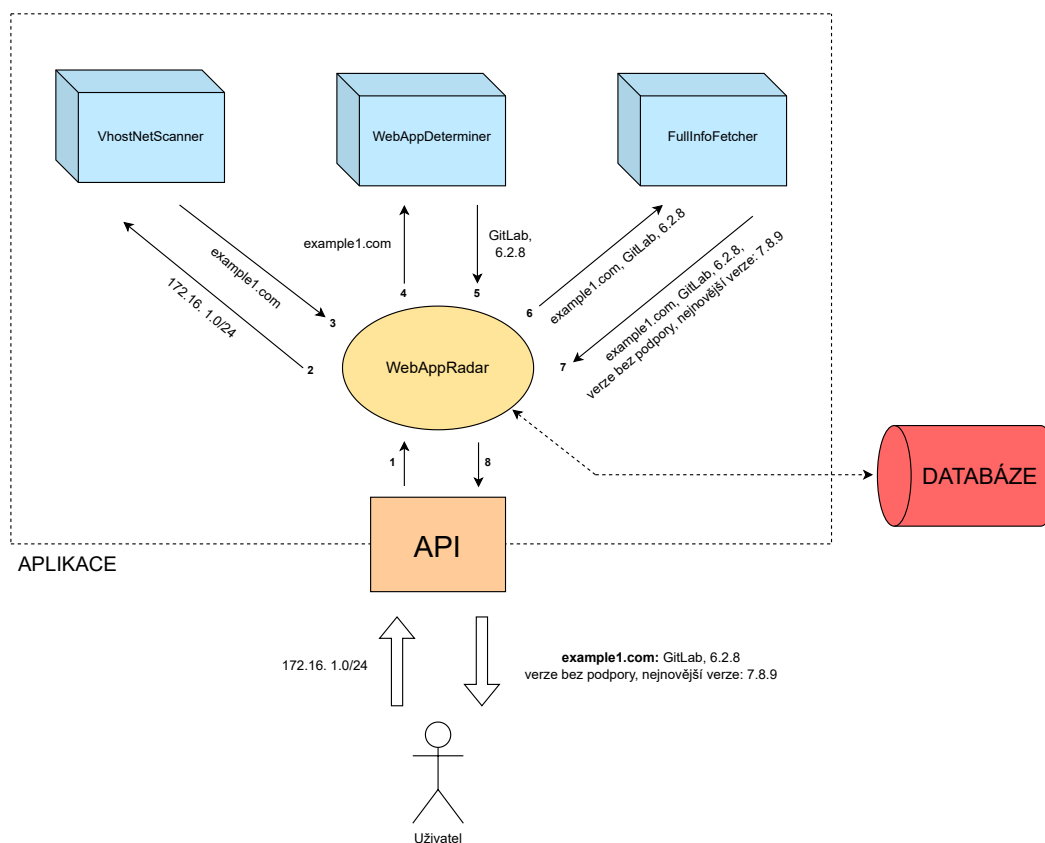 VhostNetScanner
WebAppDeterminer
FullInfoFetcher
example1.com
172.16. 1.0/24
3
2
example1.com
4
GitLab,
6.2.8
5
example1.com, GitLab, 6.2.8
6
example1.com, GitLab, 6.2.8,
verze bez podpory, nejnovější verze: 7.8.9
7
WebAppRadar
1
8
DATABÁZE
API
APLIKACE
172.16. 1.0/24
example1.com: GitLab, 6.2.8
verze bez podpory, nejnovější verze: 7.8.9
Uživatel